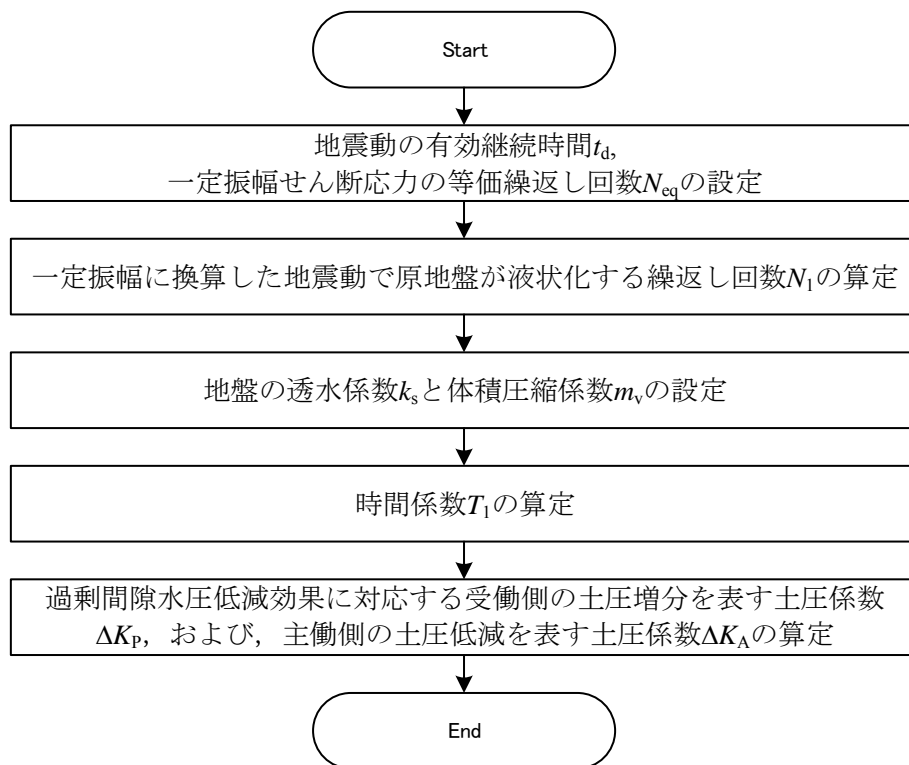 Start
地震動の有効継続時間td,
一定振幅せん断応力の等価繰返し回数Neqの設定
一定振幅に換算した地震動で原地盤が液状化する繰返し回数N1の算定
地盤の透水係数ksと体積圧縮係数mvの設定
時間係数T1の算定
過剰間隙水圧低減効果に対応する受働側の土圧増分を表す土圧係数
ΔKP，および，主働側の土圧低減を表す土圧係数ΔKAの算定
End